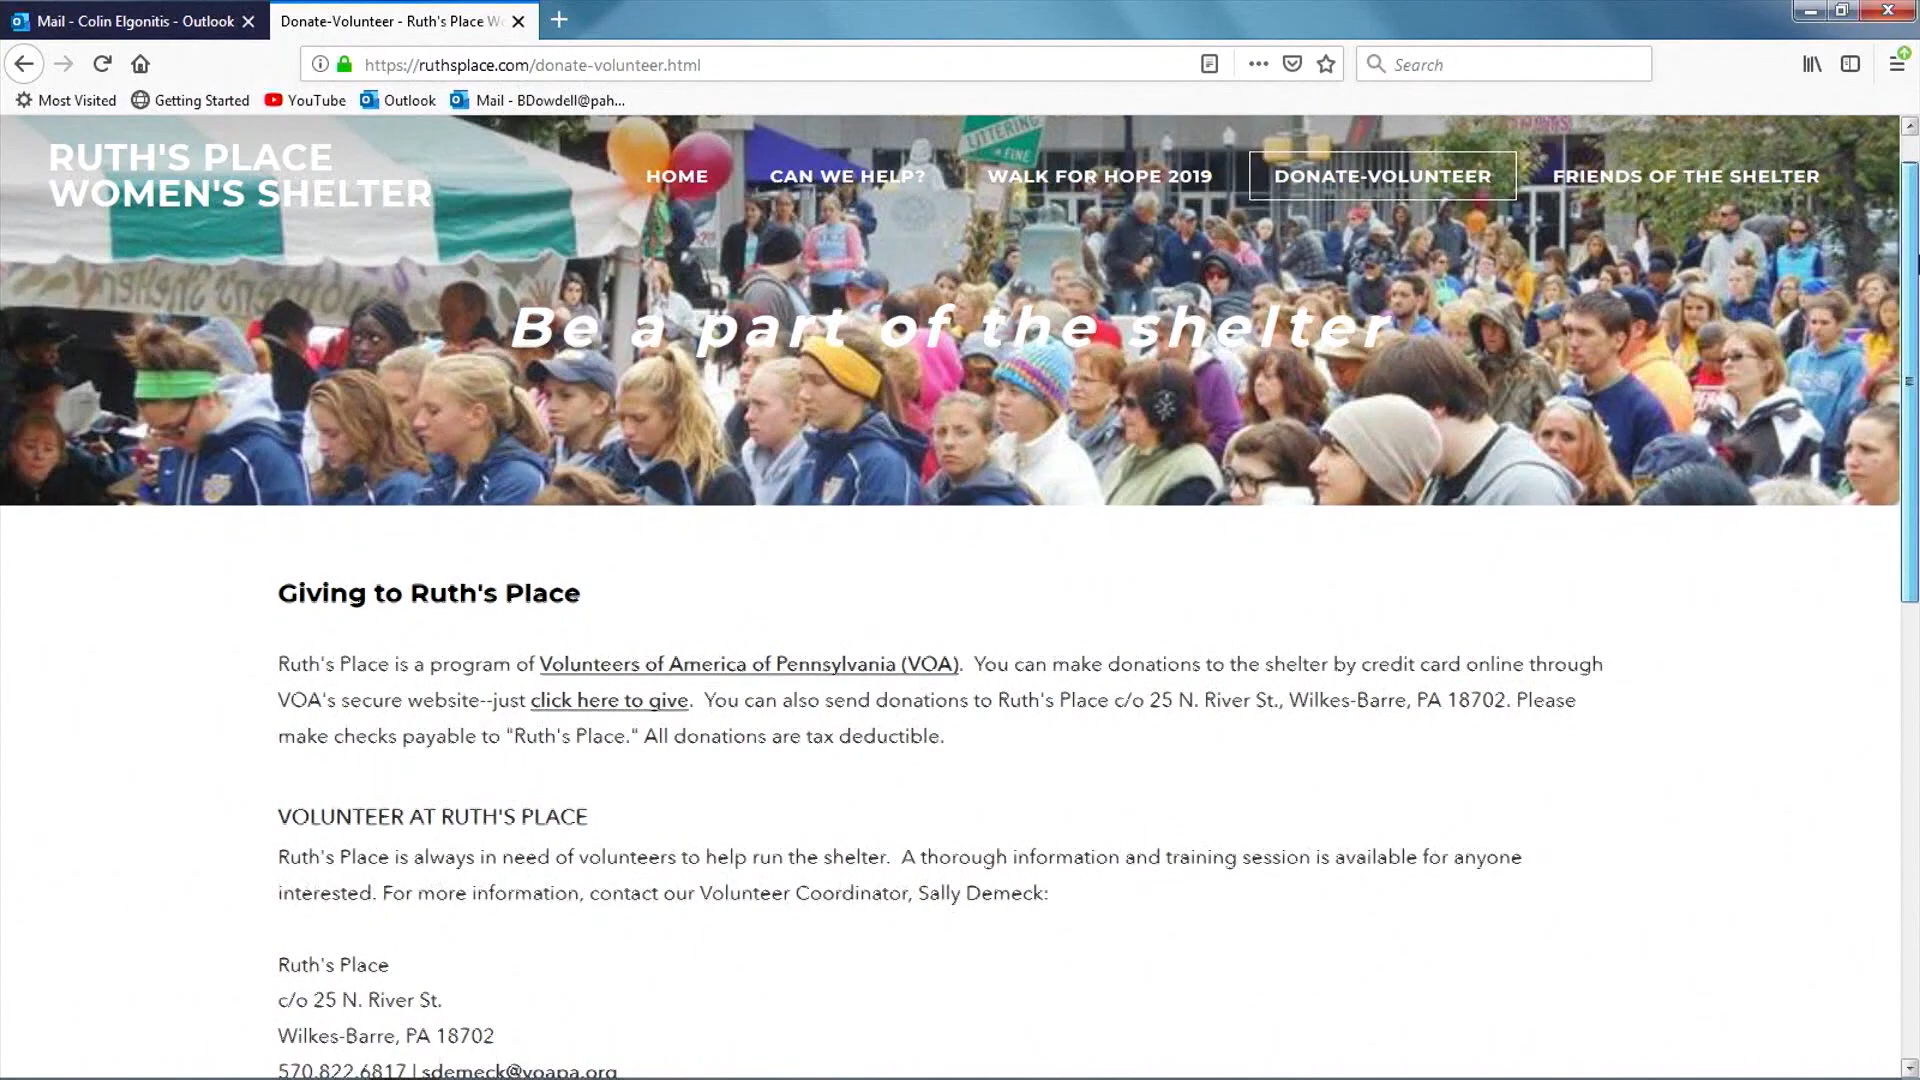 Mail - Colin Elgonitis - Outlook
Donate-Volunteer - Ruth's Place W
https://ruthsplace.com/donate-volunteer.html
Search
Most Visited
Getting Started
YouTube
Outlook
Mail - BDowdell@pah...
RUTH'S PLACE
WOMEN'S SHELTER
HOME
CAN WE HELP?
WALK FOR HOPE 2019
DONATE-VOLUNTEER
FRIENDS OF THE SHELTER
LITTERING
FINE
Be a part of the shelter
Giving to Ruth's Place
Ruth's Place is a program of Volunteers of America of Pennsylvania (VOA). You can make donations to the shelter by credit card online through
VOA's secure website--just click here to give. You can also send donations to Ruth's Place c/o 25 N. River St., Wilkes-Barre, PA 18702. Please
make checks payable to "Ruth's Place." All donations are tax deductible.
VOLUNTEER AT RUTH'S PLACE
Ruth's Place is always in need of volunteers to help run the shelter. A thorough information and training session is available for anyone
interested. For more information, contact our Volunteer Coordinator, Sally Demeck:
Ruth's Place
c/o 25 N. River St.
Wilkes-Barre, PA 18702
570.822.6817 | sdemeck@voapa.org